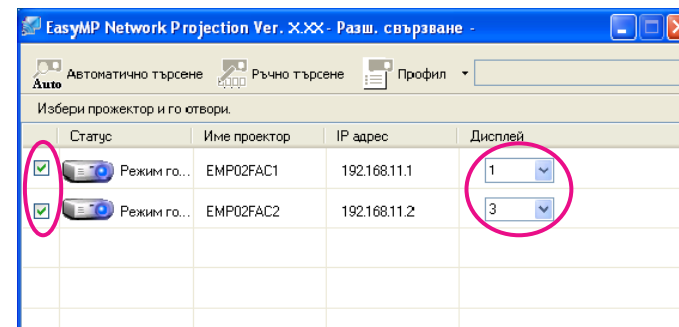 EasyMP Network Projection Ver. X.XX - Разш. свързване -
Auto Автоматично търсене Ръчно търсене Профил
Избери прожектор и го отвори.
Статус Име проектор IP адрес Дисплей
Режим го... EMP02FAC1 192.168.11.1 1
Режим го... EMP02FAC2 192.168.11.2 3